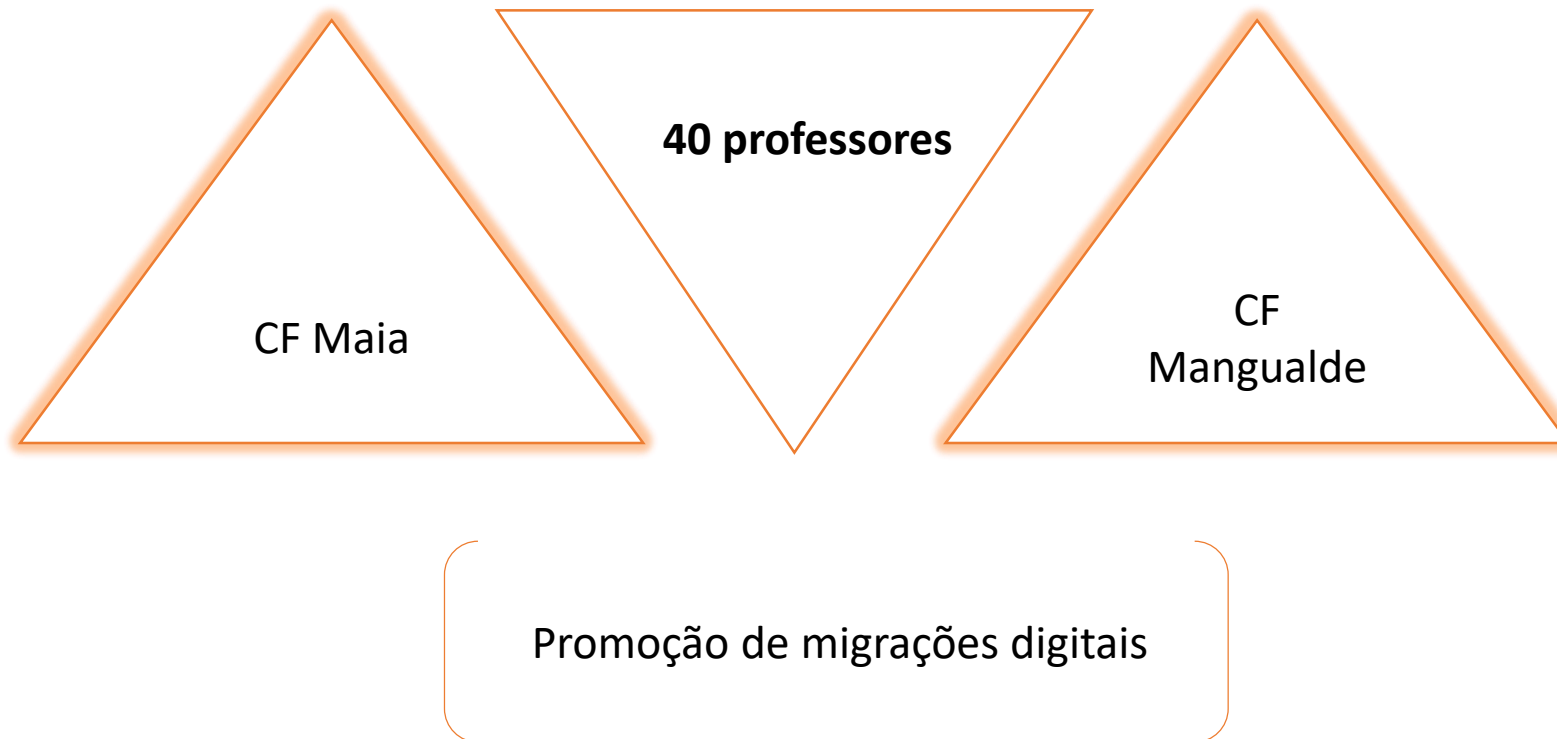 40 professores
CF Maia
CF
Mangualde
Promoção de migrações digitais